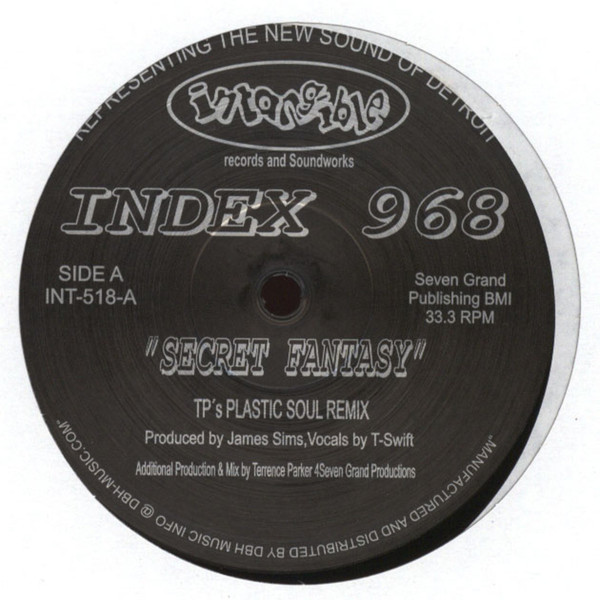 REPRESENTING THE NEW SOUND OF DETROIT
intangible
records and Soundworks
INDEX 968
SIDE A
INT-518-A
Seven Grand
Publishing BMI
33.3 RPM
"SECRET FANTASY"
TP's PLASTIC SOUL REMIX
Produced by James Sims,Vocals by T-Swift
Additional Production & Mix by Terrence Parker 4Seven Grand Productions
.MANUFACTURED AND DISTRIBUTED BY DBH MUSIC INFO @ DBH-MUSIC.COM"